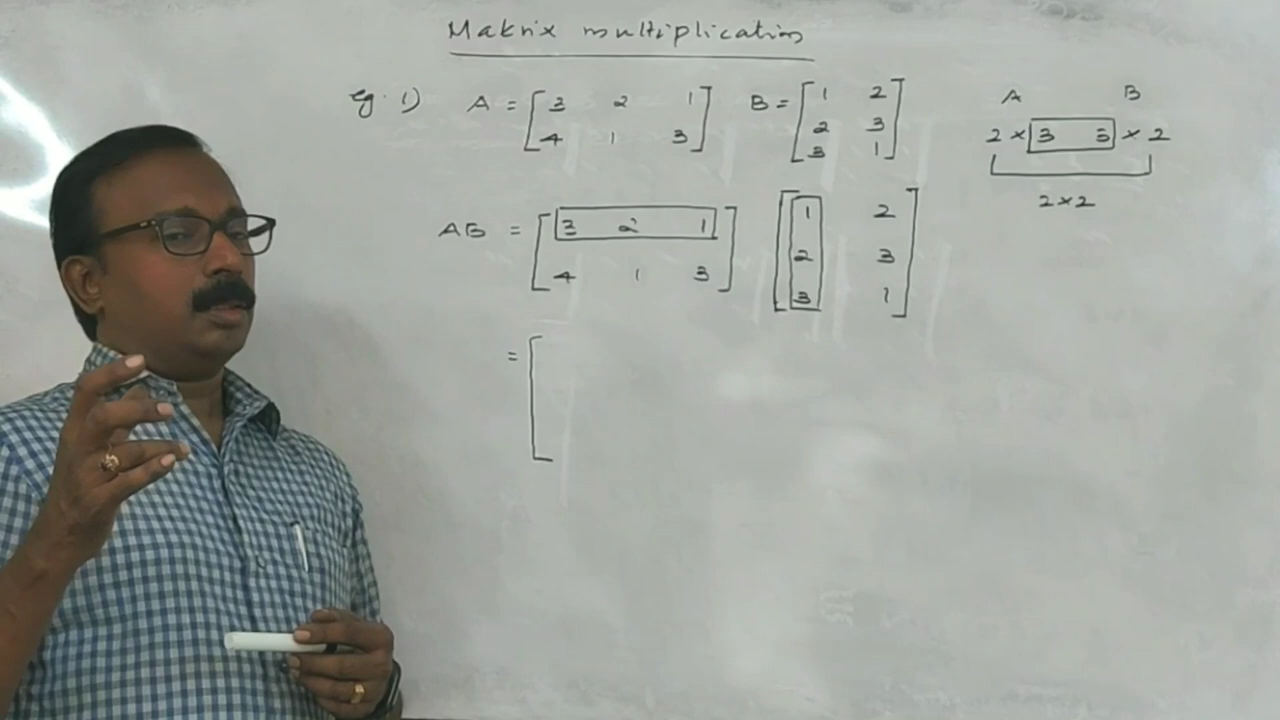 Matrix multiplication
eg. 1) A = [3 2 1 B = [1 2 A B
4 1 3] 2 3 2 × 3 3 × 2
3 1] 2×2
AB = [3 2 1 [1 2
4 1 3] 2 3
3 1]
= [